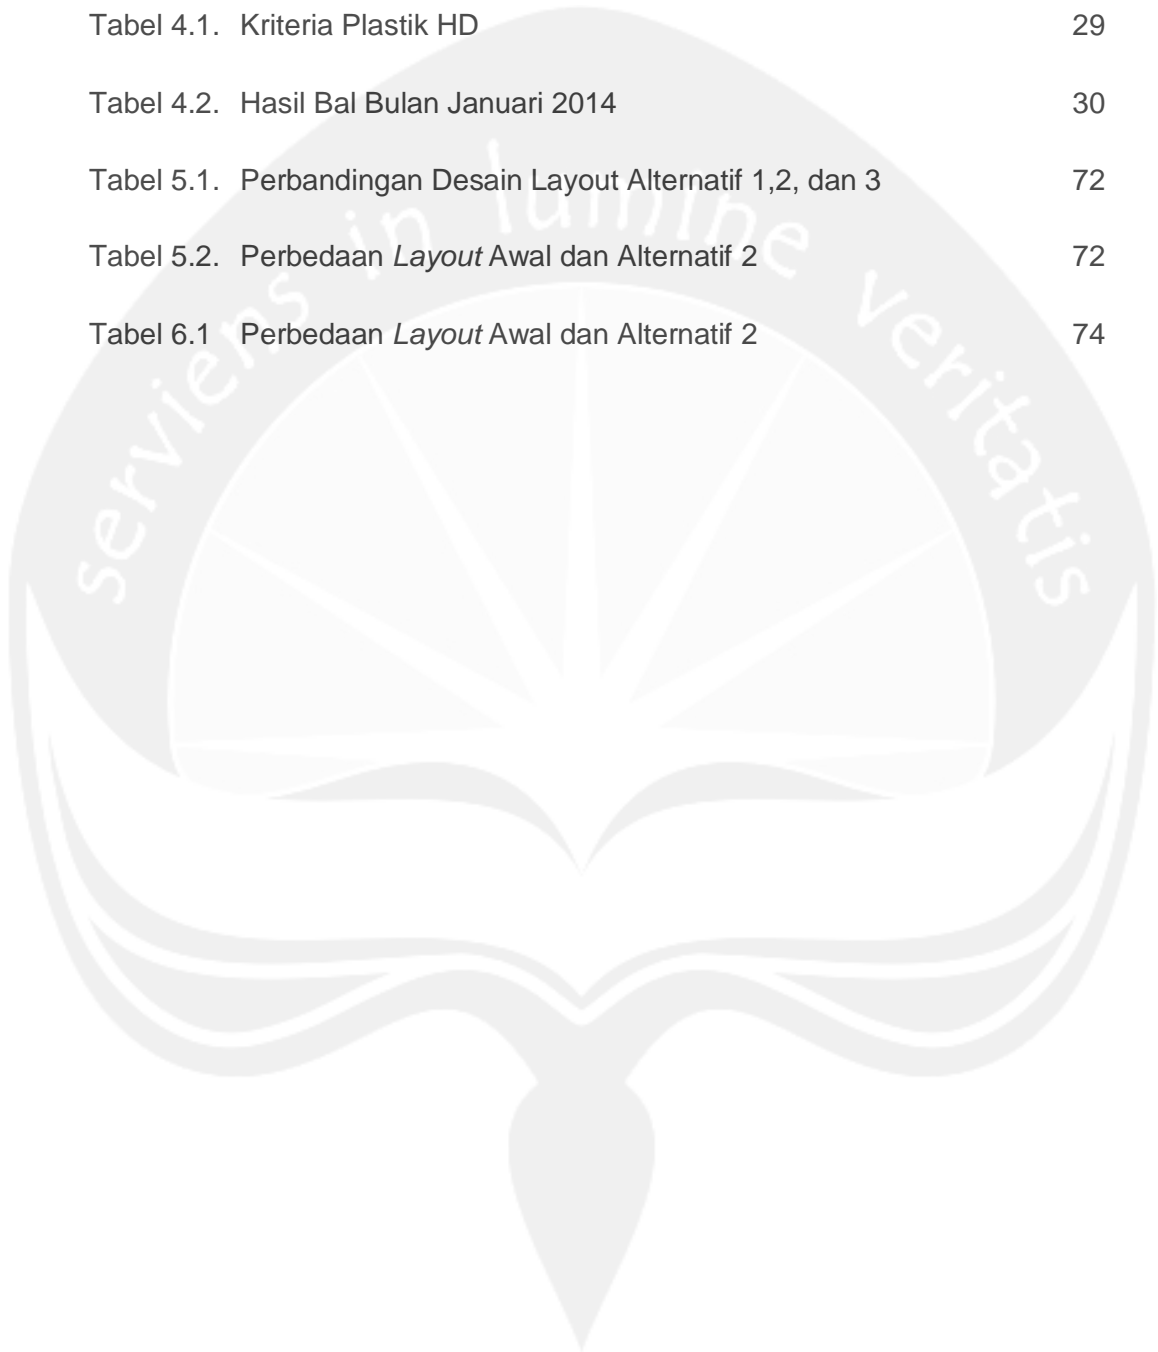 Tabel 4.1. Kriteria Plastik HD 29
Tabel 4.2. Hasil Bal Bulan Januari 2014 30
Tabel 5.1. Perbandingan Desain Layout Alternatif 1,2, dan 3 72
Tabel 5.2. Perbedaan Layout Awal dan Alternatif 2 72
Tabel 6.1 Perbedaan Layout Awal dan Alternatif 2 74
serviens in lumine veritatis